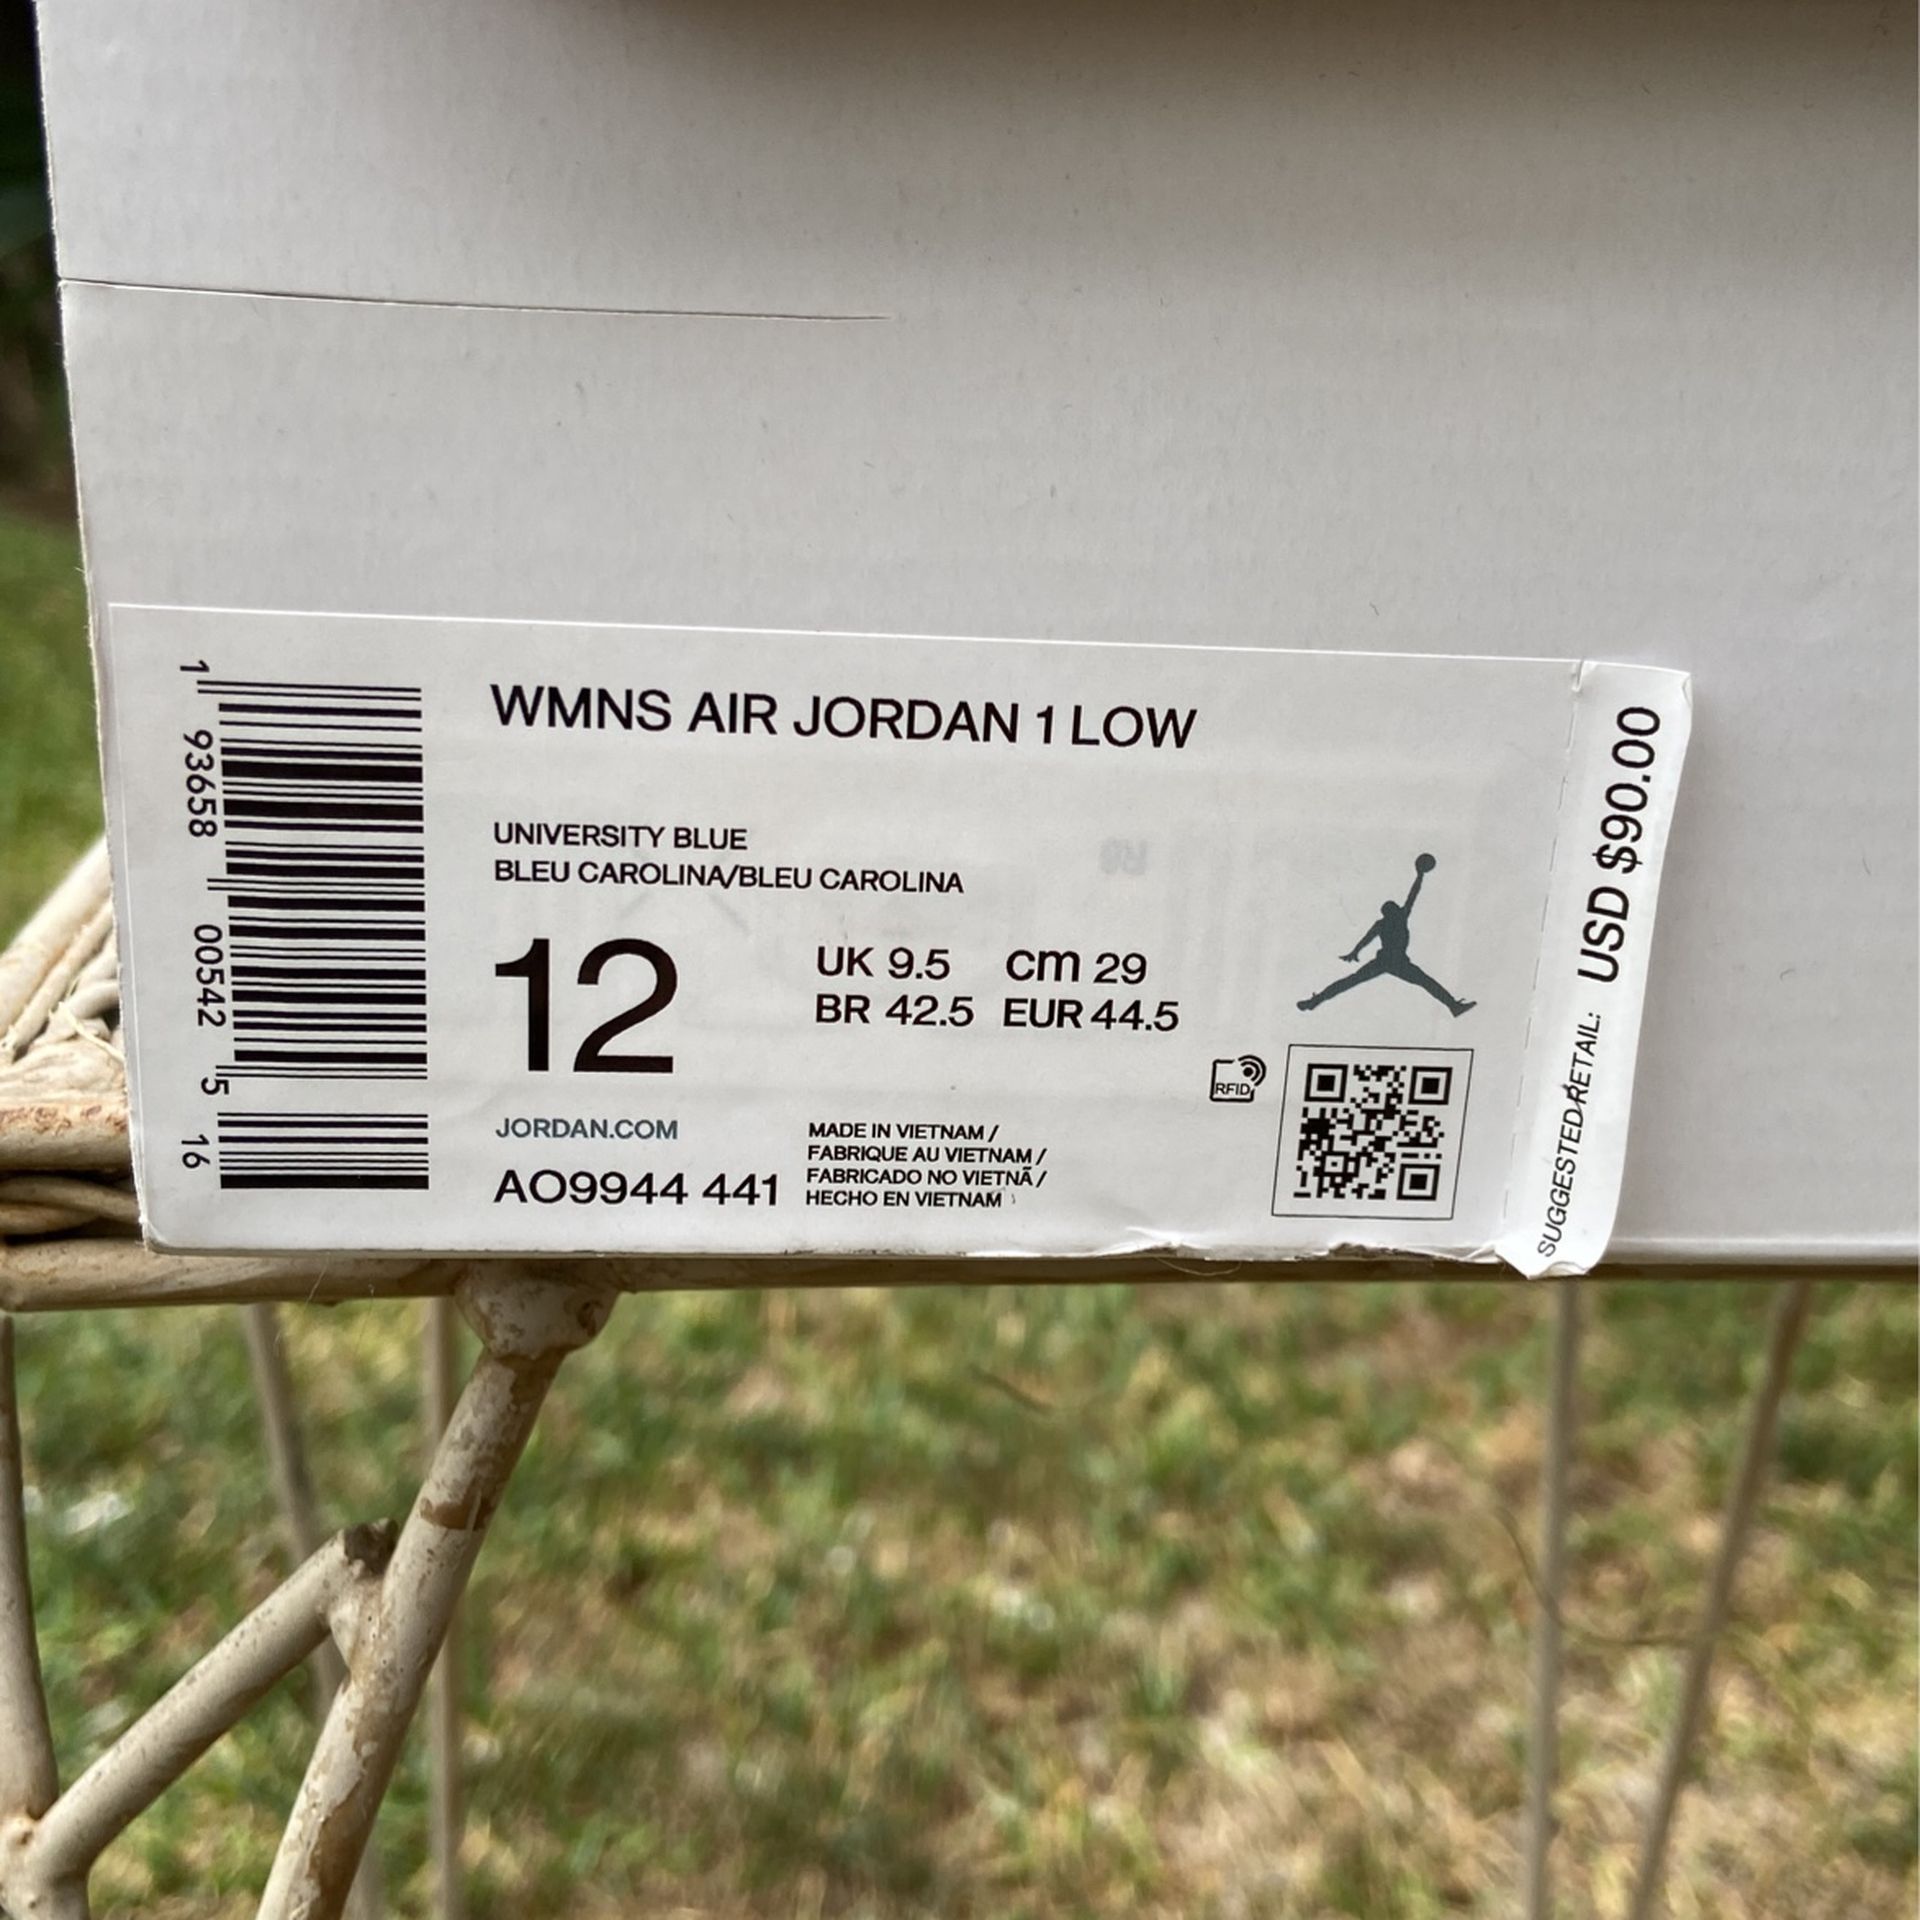 WMNS AIR JORDAN 1 LOW
UNIVERSITY BLUE
BLEU CAROLINA/BLEU CAROLINA
12
UK 9.5 cm 29
BR 42.5 EUR 44.5
RFID
JORDAN.COM
AO9944 441
MADE IN VIETNAM /
FABRIQUE AU VIETNAM /
FABRICADO NO VIETNÃ /
HECHO EN VIETNAM
1 93658 00542 5 16
SUGGESTED RETAIL: USD $90.00